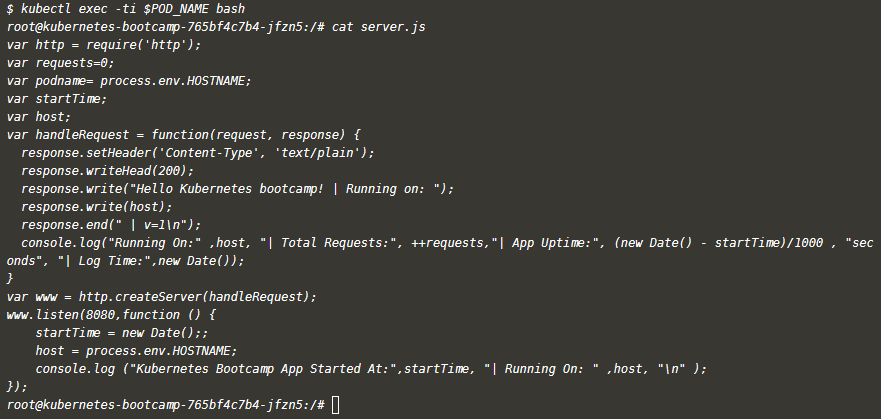 $ kubectl exec -ti $POD_NAME bash
root@kubernetes-bootcamp-765bf4c7b4-jfzn5:/# cat server.js
var http = require('http');
var requests=0;
var podname= process.env.HOSTNAME;
var startTime;
var host;
var handleRequest = function(request, response) {
  response.setHeader('Content-Type', 'text/plain');
  response.writeHead(200);
  response.write("Hello Kubernetes bootcamp! | Running on: ");
  response.write(host);
  response.end(" | v=1\n");
  console.log("Running On:" ,host, "| Total Requests:", ++requests,"| App Uptime:", (new Date() - startTime)/1000 , "sec
onds", "| Log Time:",new Date());
}
var www = http.createServer(handleRequest);
www.listen(8080,function () {
    startTime = new Date();;
    host = process.env.HOSTNAME;
    console.log ("Kubernetes Bootcamp App Started At:",startTime, "| Running On: " ,host, "\n" );
});
root@kubernetes-bootcamp-765bf4c7b4-jfzn5:/#